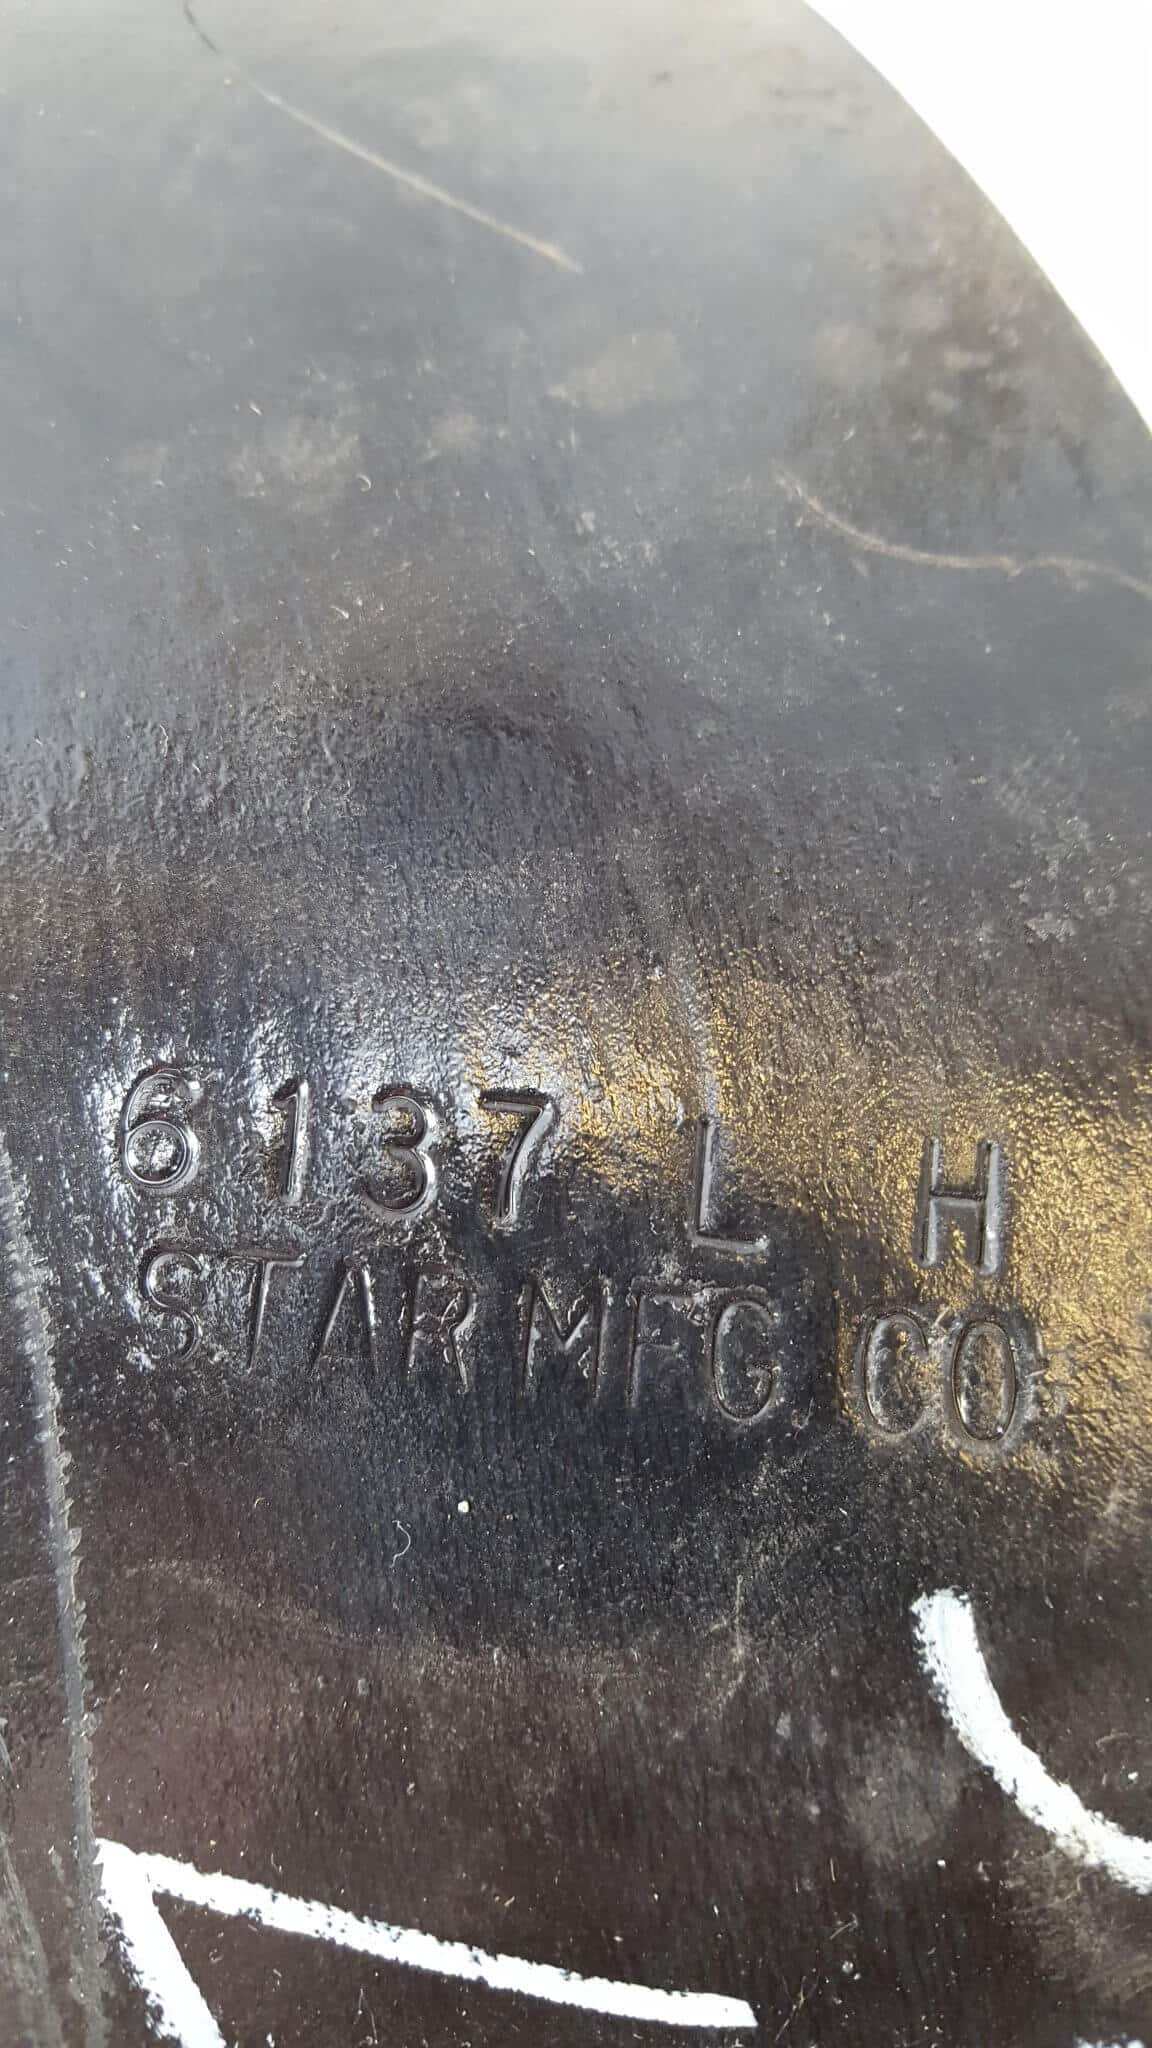 6137 L H
STAR MFG CO